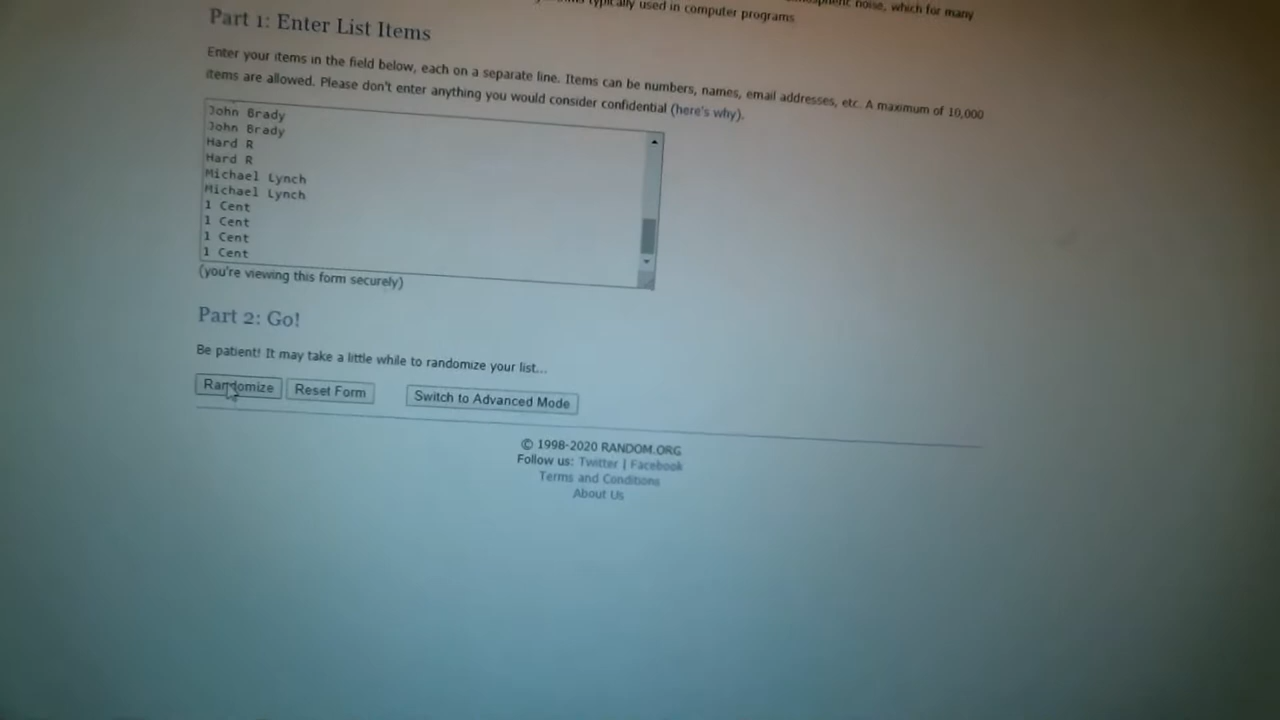 typically used in computer programs
noise, which for many
Part 1: Enter List Items
Enter your items in the field below, each on a separate line. Items can be numbers, names, email addresses, etc. A maximum of 10,000
items are allowed. Please don't enter anything you would consider confidential (here's why).
John Brady
John Brady
Hard R
Hard R
Michael Lynch
Michael Lynch
1 Cent
1 Cent
1 Cent
1 Cent
(you're viewing this form securely)
Part 2: Go!
Be patient! It may take a little while to randomize your list...
Randomize Reset Form Switch to Advanced Mode
© 1998-2020 RANDOM.ORG
Follow us: Twitter | Facebook
Terms and Conditions
About Us